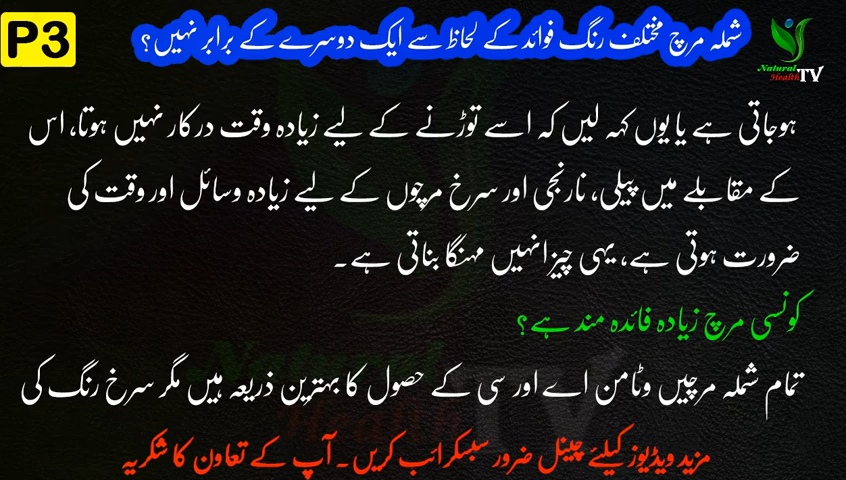 P3
شملہ مرچ مختلف رنگ فوائد کے لحاظ سے ایک دوسرے کے برابر نہیں؟
Natural
Health TV
ہوجاتی ہے یا یوں کہہ لیں کہ اسے توڑنے کے لیے زیادہ وقت درکار نہیں ہوتا، اس
کے مقابلے میں پیلی، نارنجی اور سرخ مرچوں کے لیے زیادہ وسائل اور وقت کی
ضرورت ہوتی ہے، یہی چیز انہیں مہنگا بناتی ہے۔
کونسی مرچ زیادہ فائدہ مند ہے؟
تمام شملہ مرچیں وٹامن اے اور سی کے حصول کا بہترین ذریعہ ہیں مگر سرخ رنگ کی
Natural
Health TV
مزید ویڈیوز کیلئے چینل ضرور سبسکرائب کریں۔ آپ کے تعاون کا شکریہ